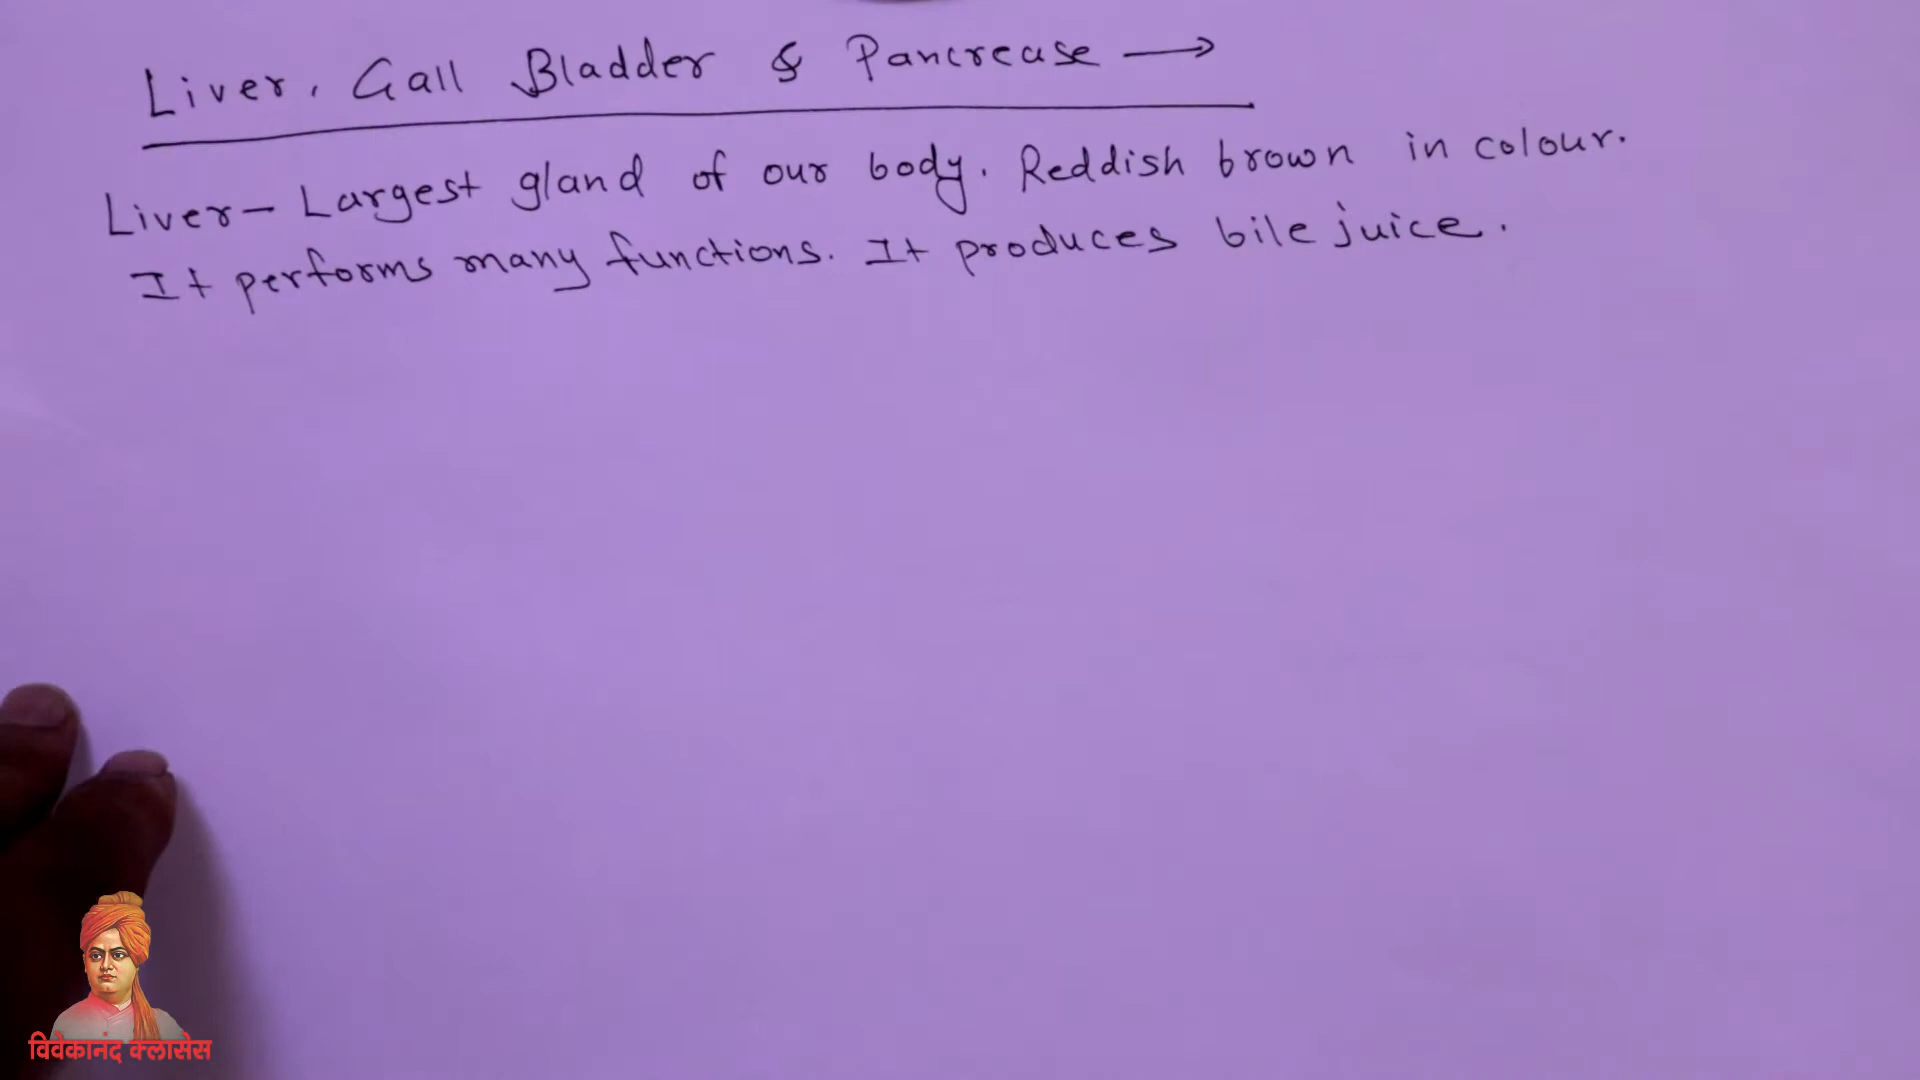 Liver, Gall Bladder & Pancrease →
Liver- Largest gland of our body. Reddish brown in colour.
It performs many functions. It produces bile juice.
विवेकानंद क्लासेस